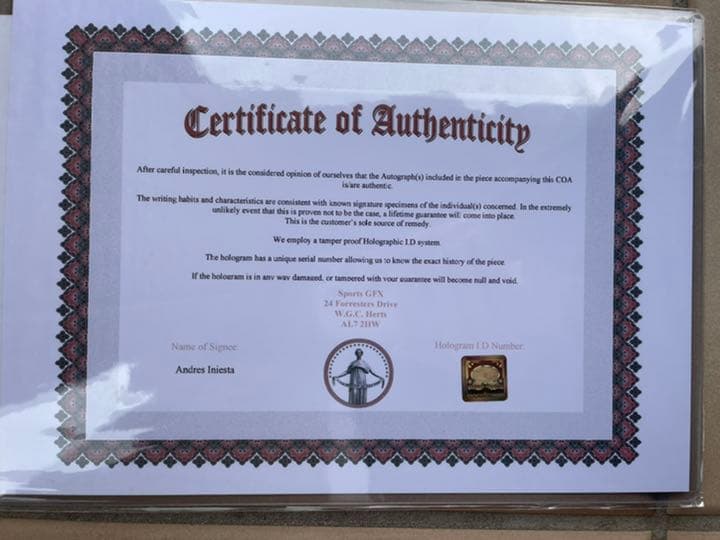 Certificate of Authenticity
After careful inspection, it is the considered opinion of ourselves that the Autograph(s) included in the piece accompanying this COA
is/are authentic.
The writing habits and characteristics are consistent with known signature specimens of the individual(s) concerned. In the extremely
unlikely event that this is proven not to be the case, a lifetime guarantee will come into place.
This is the customer's sole source of remedy.
We employ a tamper proof Holographic I.D system
The hologram has a unique serial number allowing us to know the exact history of the piece.
If the hologram is in any way damaged, or tampered with your guarantee will become null and void.
Sports GFX
24 Forresters Drive
W.G.C. Herts
AL7 2HW
Name of Signee:
Hologram I.D Number:
Andres Iniesta